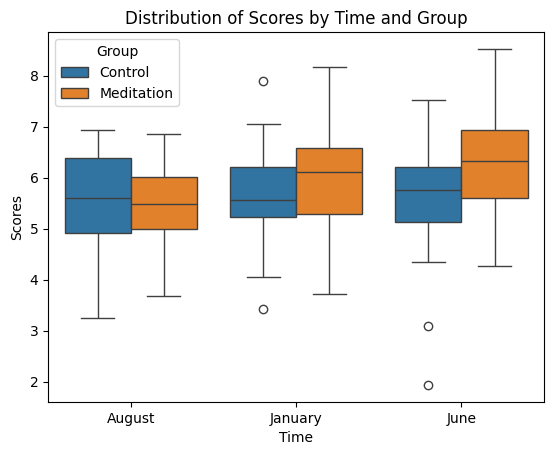 Distribution of Scores by Time and Group
Group
Control
Meditation
8
7
6
5
4
3
2
Scores
August January June
Time